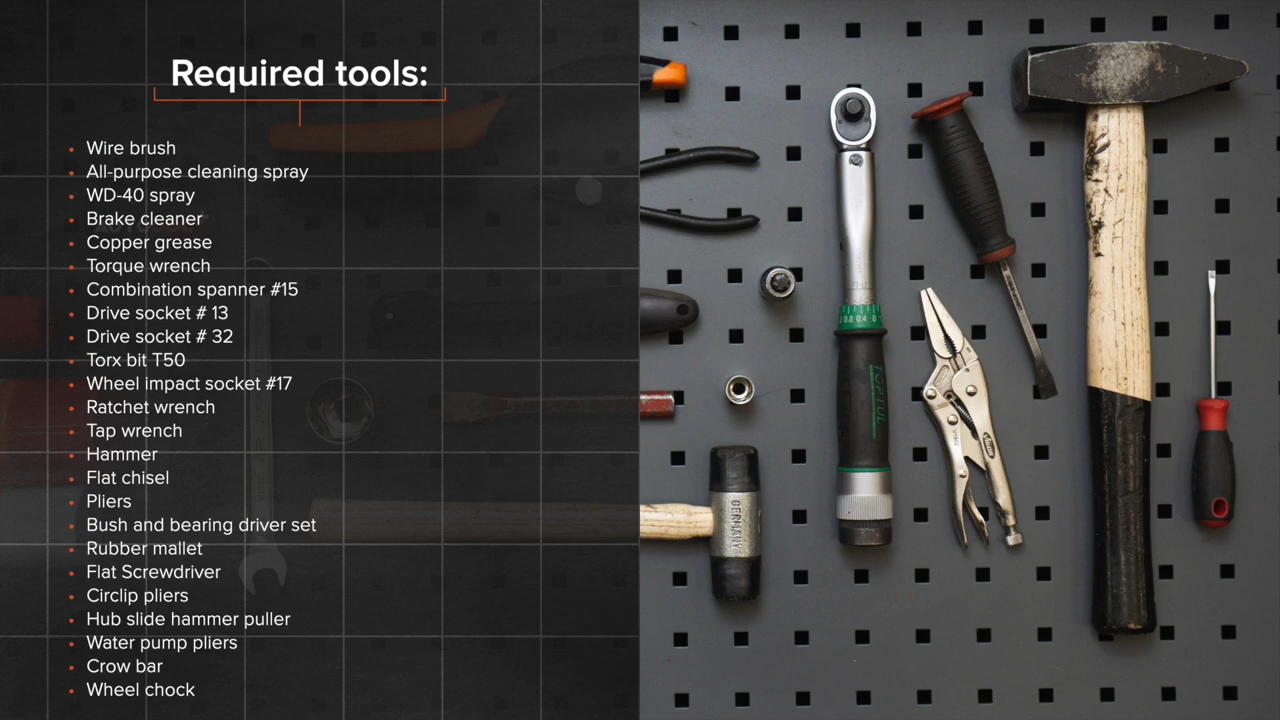 Required tools:
Wire brush
All-purpose cleaning spray
WD-40 spray
Brake cleaner
Copper grease
Torque wrench
Combination spanner #15
Drive socket # 13
Drive socket # 32
Torx bit T50
Wheel impact socket #17
Ratchet wrench
Tap wrench
Hammer
Flat chisel
Pliers
Bush and bearing driver set
Rubber mallet
Flat Screwdriver
Circlip pliers
Hub slide hammer puller
Water pump pliers
Crow bar
Wheel chock
TOPTUL
GERMANY